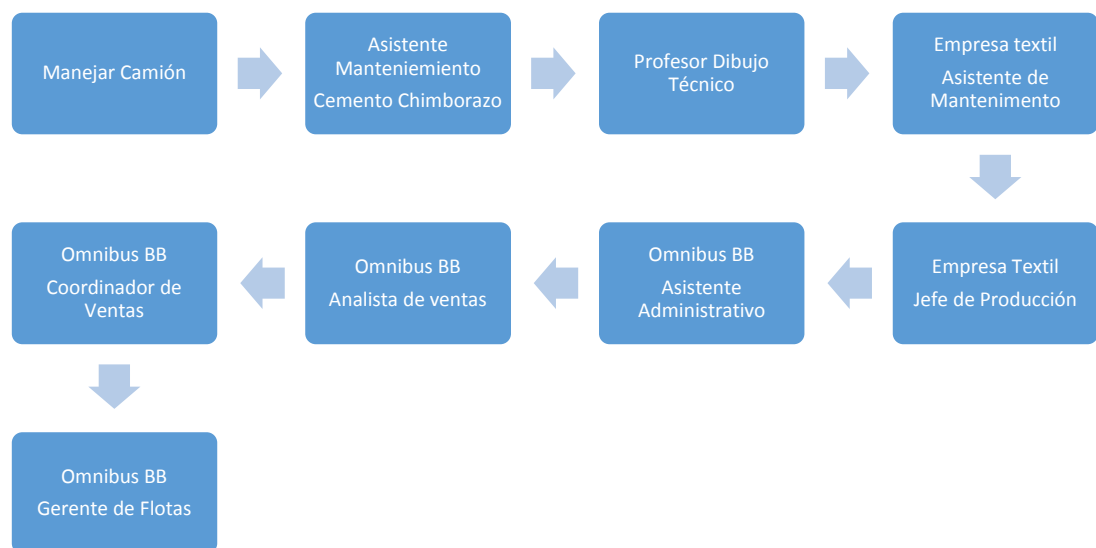 Manejar Camión
Asistente
Manteniemiento
Cemento Chimborazo
Profesor Dibujo
Técnico
Empresa textil
Asistente de
Mantenimento
Empresa Textil
Jefe de Producción
Omnibus BB
Asistente
Administrativo
Omnibus BB
Analista de ventas
Omnibus BB
Coordinador de
Ventas
Omnibus BB
Gerente de Flotas